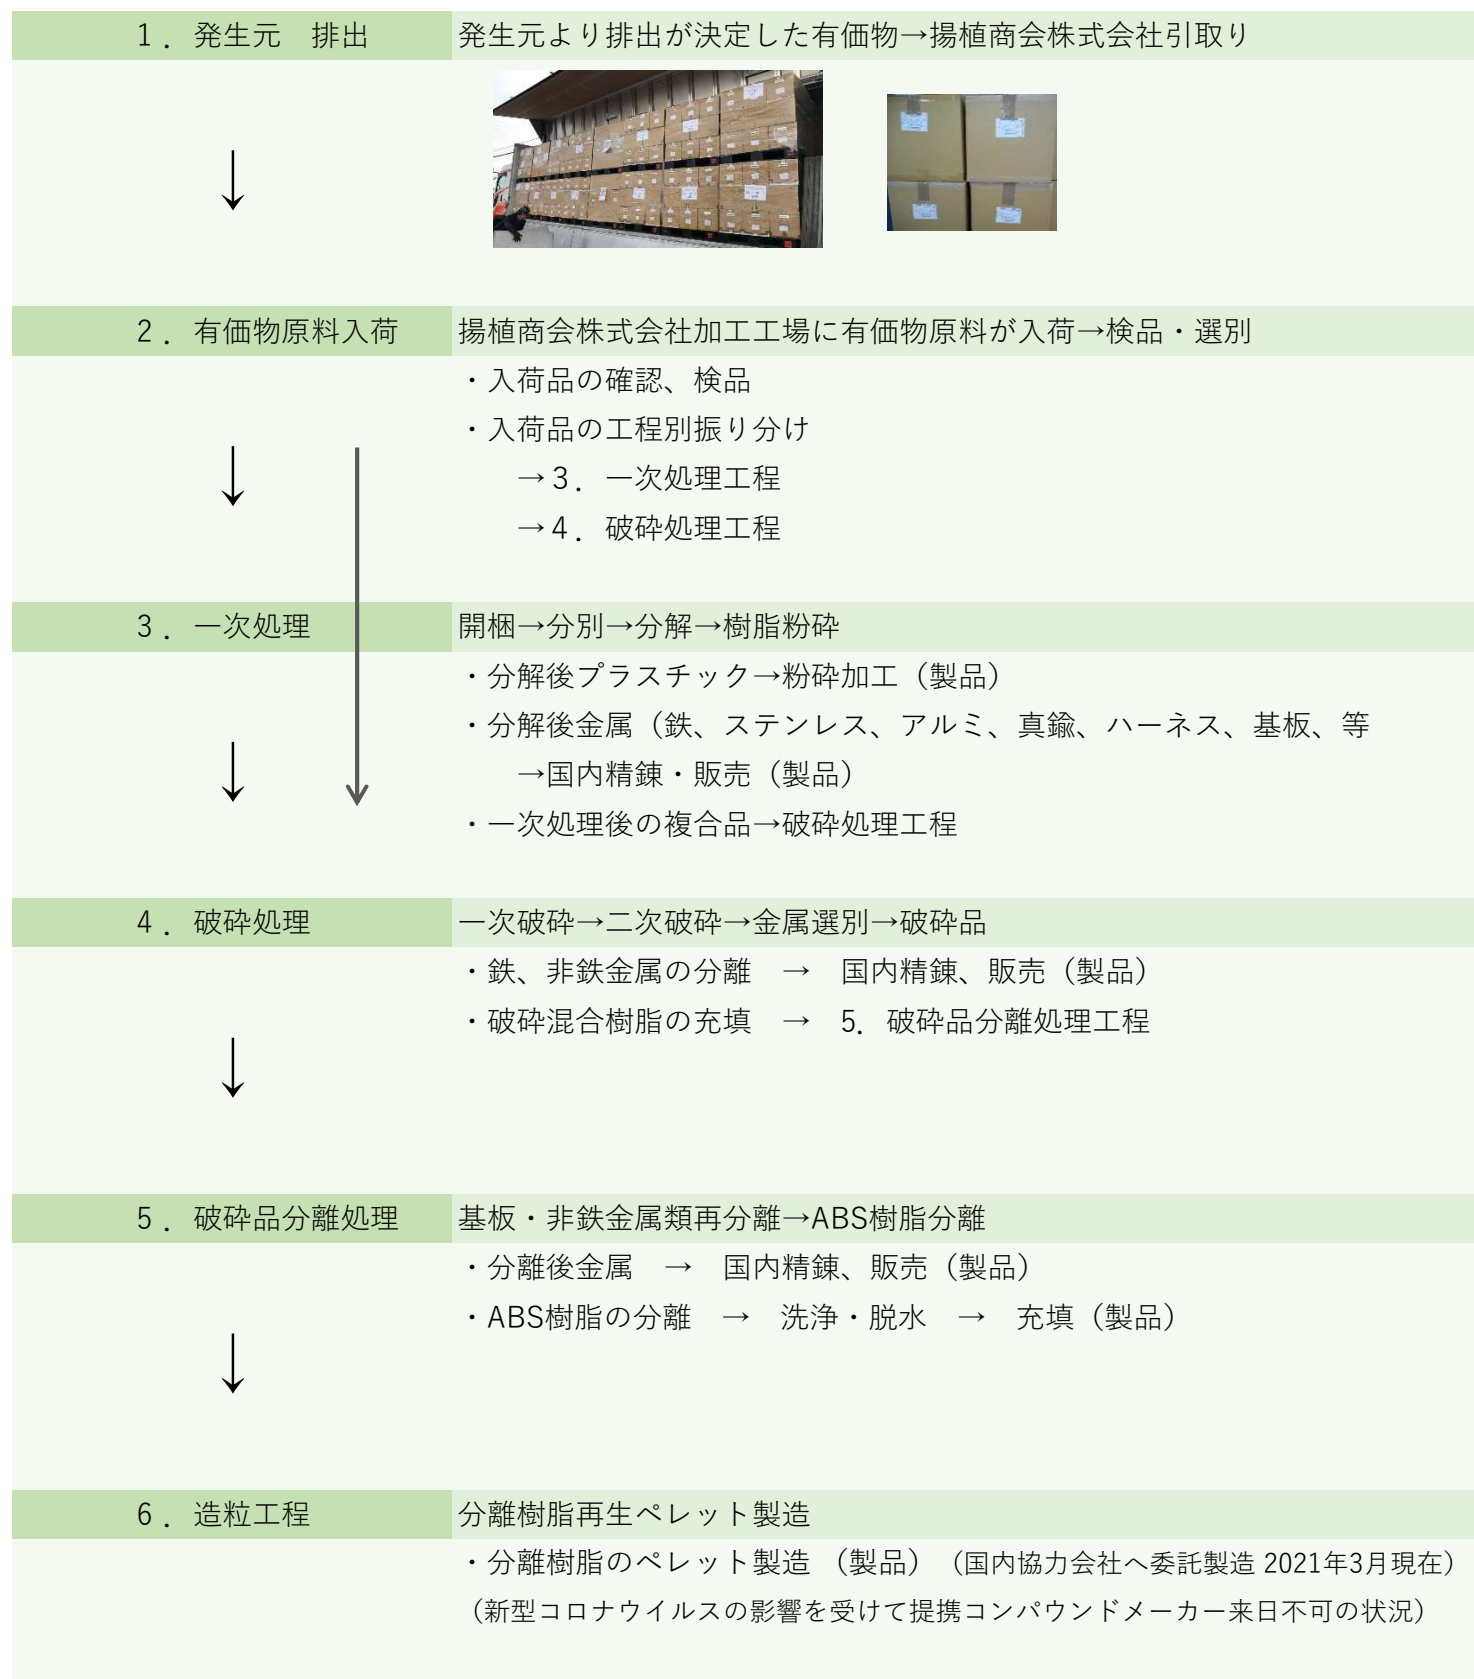 1．発生元　排出　発生元より排出が決定した有価物→揚植商会株式会社引取り
↓
2．有価物原料入荷　揚植商会株式会社加工工場に有価物原料が入荷→検品・選別
・入荷品の確認、検品
・入荷品の工程別振り分け
→3．一次処理工程
→4．破砕処理工程
↓
3．一次処理　開梱→分別→分解→樹脂粉砕
・分解後プラスチック→粉砕加工（製品）
・分解後金属（鉄、ステンレス、アルミ、真鍮、ハーネス、基板、等
→国内精錬・販売（製品）
・一次処理後の複合品→破砕処理工程
↓
4．破砕処理　一次破砕→二次破砕→金属選別→破砕品
・鉄、非鉄金属の分離　→　国内精錬、販売（製品）
・破砕混合樹脂の充填　→　5．破砕品分離処理工程
↓
5．破砕品分離処理　基板・非鉄金属類再分離→ABS樹脂分離
・分離後金属　→　国内精錬、販売（製品）
・ABS樹脂の分離　→　洗浄・脱水　→　充填（製品）
↓
6．造粒工程　分離樹脂再生ペレット製造
・分離樹脂のペレット製造 （製品）（国内協力会社へ委託製造 2021年3月現在）
（新型コロナウイルスの影響を受けて提携コンパウンドメーカー来日不可の状況）